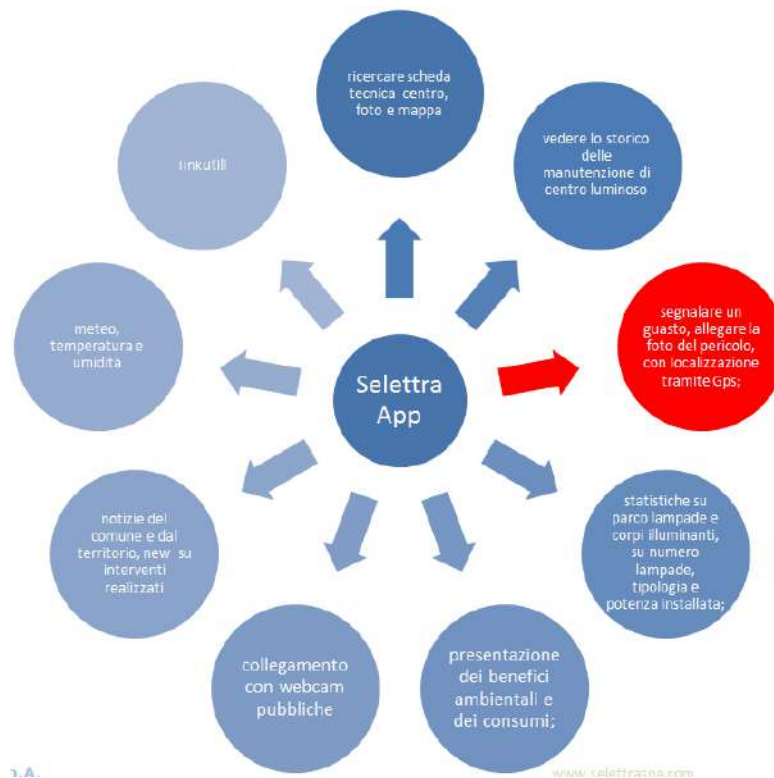 ricercare scheda
tecnica centro,
foto e mappa
vedere lo storico
delle
manutenzione di
centro luminoso
segnalare un
guasto, allegare la
foto del pericolo,
con localizzazione
tramite Gps;
statistiche su
parco lampade e
corpi illuminanti,
su numero
lampade,
tipologia e
potenza installata;
presentazione
dei benefici
ambientali e
dei consumi;
collegamento
con webcam
pubbliche
notizie del
comune e dal
territorio, new su
interventi
realizzati
meteo,
temperatura e
umidità
linkutili
Selettra
App
p.A.
www.selettraspa.com